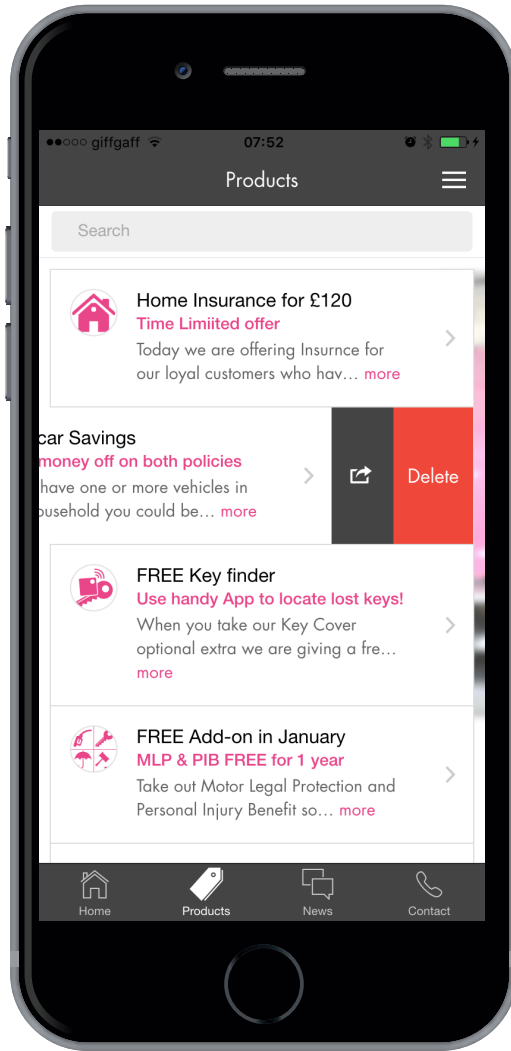 giffgaff 07:52
Products
Search
Home Insurance for £120
Time Limiited offer
Today we are offering Insurnce for
our loyal customers who hav... more
car Savings
money off on both policies
have one or more vehicles in
ousehold you could be... more
Delete
FREE Key finder
Use handy App to locate lost keys!
When you take our Key Cover
optional extra we are giving a fre...
more
FREE Add-on in January
MLP & PIB FREE for 1 year
Take out Motor Legal Protection and
Personal Injury Benefit so... more
Home Products News Contact